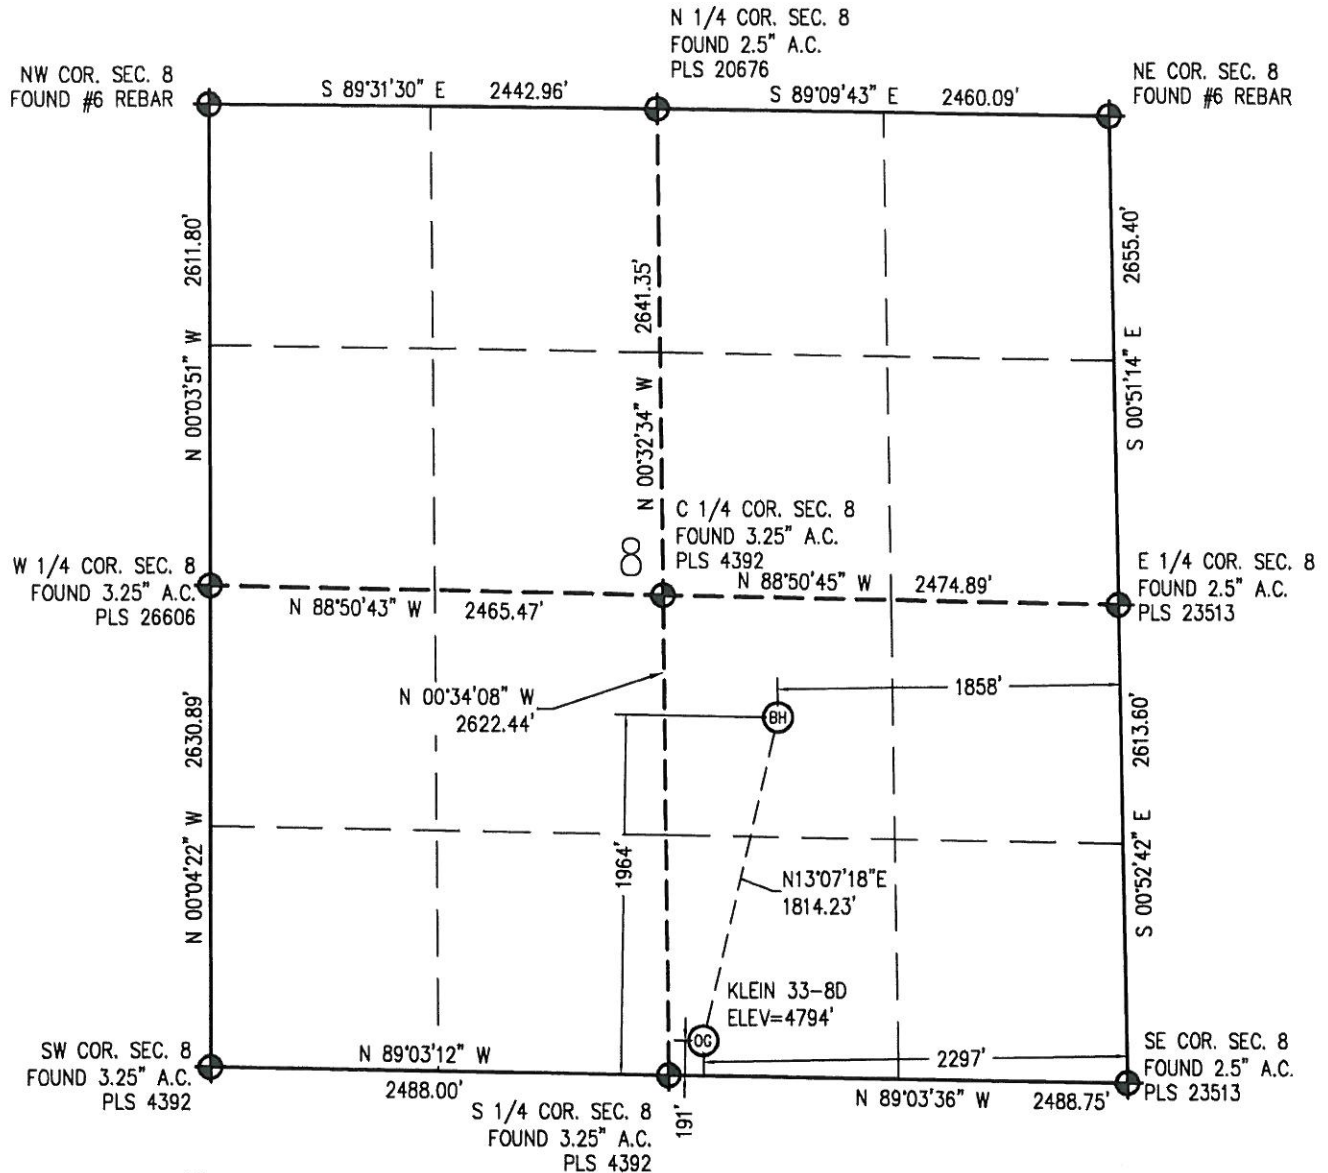 N 1/4 COR. SEC. 8
FOUND 2.5" A.C.
PLS 20676
NW COR. SEC. 8
FOUND #6 REBAR
S 89°31'30" E 2442.96'
S 89°09'43" E 2460.09'
NE COR. SEC. 8
FOUND #6 REBAR
N 00°03'51" W 2611.80'
N 00°32'34" W 2641.35'
S 00°51'14" E 2655.40'
C 1/4 COR. SEC. 8
FOUND 3.25" A.C.
PLS 4392
8
W 1/4 COR. SEC. 8
FOUND 3.25" A.C.
PLS 26606
N 88°50'43" W 2465.47'
N 88°50'45" W 2474.89'
E 1/4 COR. SEC. 8
FOUND 2.5" A.C.
PLS 23513
N 00°34'08" W
2622.44'
1858'
BH
N 00°04'22" W 2630.89'
1964'
N13°07'18"E
1814.23'
S 00°52'42" E 2613.60'
KLEIN 33-8D
ELEV=4794'
OG
2297'
SW COR. SEC. 8
FOUND 3.25" A.C.
PLS 4392
N 89°03'12" W
2488.00'
S 1/4 COR. SEC. 8
FOUND 3.25" A.C.
PLS 4392
191'
N 89°03'36" W 2488.75'
SE COR. SEC. 8
FOUND 2.5" A.C.
PLS 23513